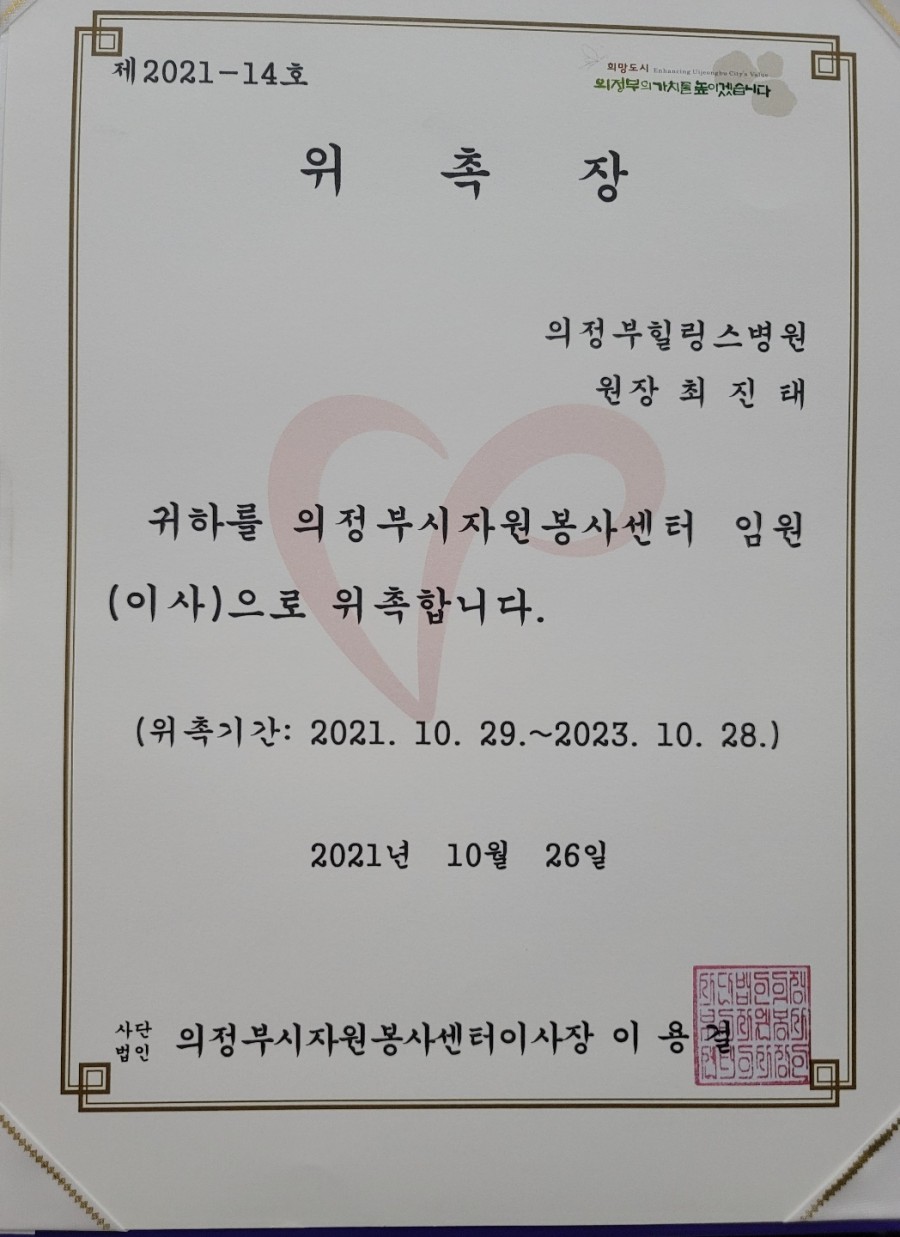 제2021-14호
희망도시 Enhancing Uijeongbu City's Value
의정부의 가치를 높이겠습니다
위 촉 장
의정부힐링스병원
원장 최 진 태
귀하를 의정부시자원봉사센터 임원
(이사)으로 위촉합니다.
(위촉기간: 2021. 10. 29.~2023. 10. 28.)
2021년 10월 26일
사단법인 의정부시자원봉사센터이사장 이 용 걸